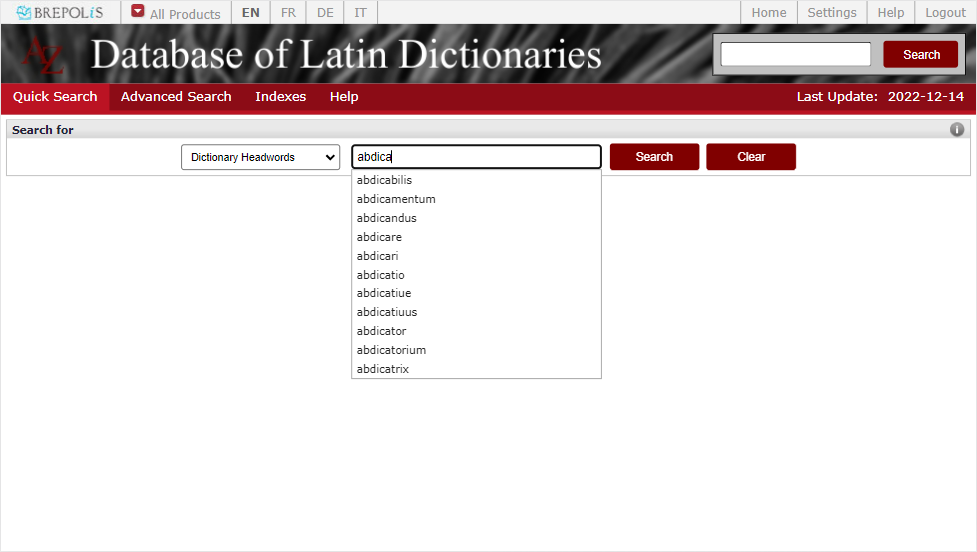 BREPOLiS All Products EN FR DE IT Home Settings Help Logout
AZ Database of Latin Dictionaries Search
Quick Search Advanced Search Indexes Help Last Update: 2022-12-14
Search for i
Dictionary Headwords abdica Search Clear
abdicabilis
abdicamentum
abdicandus
abdicare
abdicari
abdicatio
abdicatiue
abdicatiuus
abdicator
abdicatorium
abdicatrix